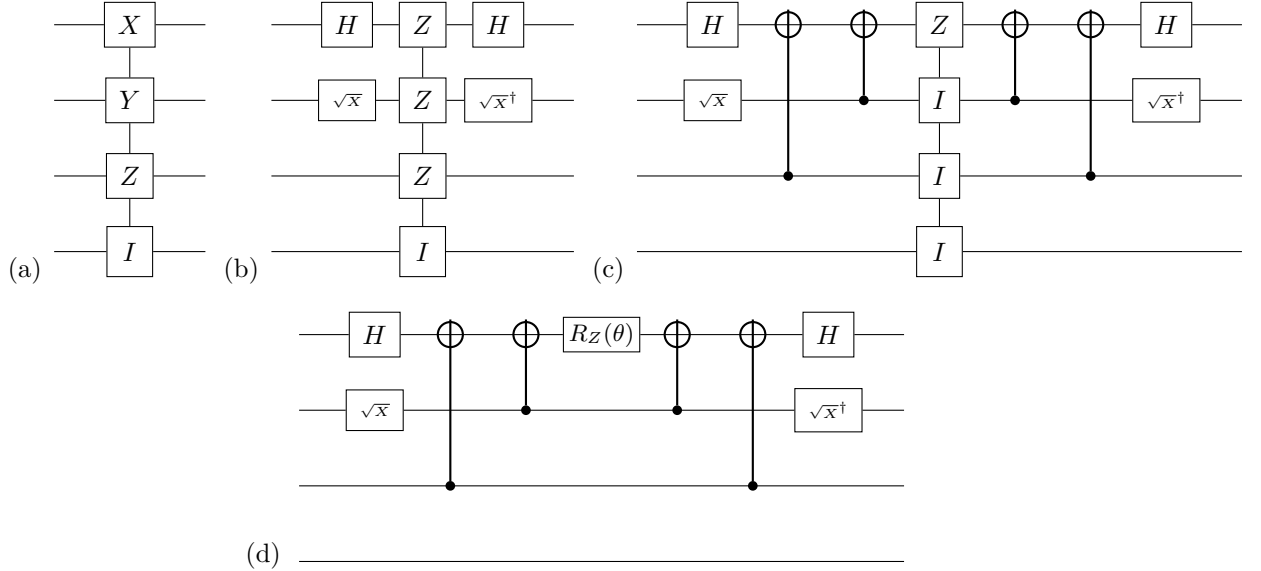 X H Z H H Z H
Y √x Z √x† √x I √x†
Z Z I
(a) I (b) I (c) I
H R_Z(θ) H
√x √x†
(d)